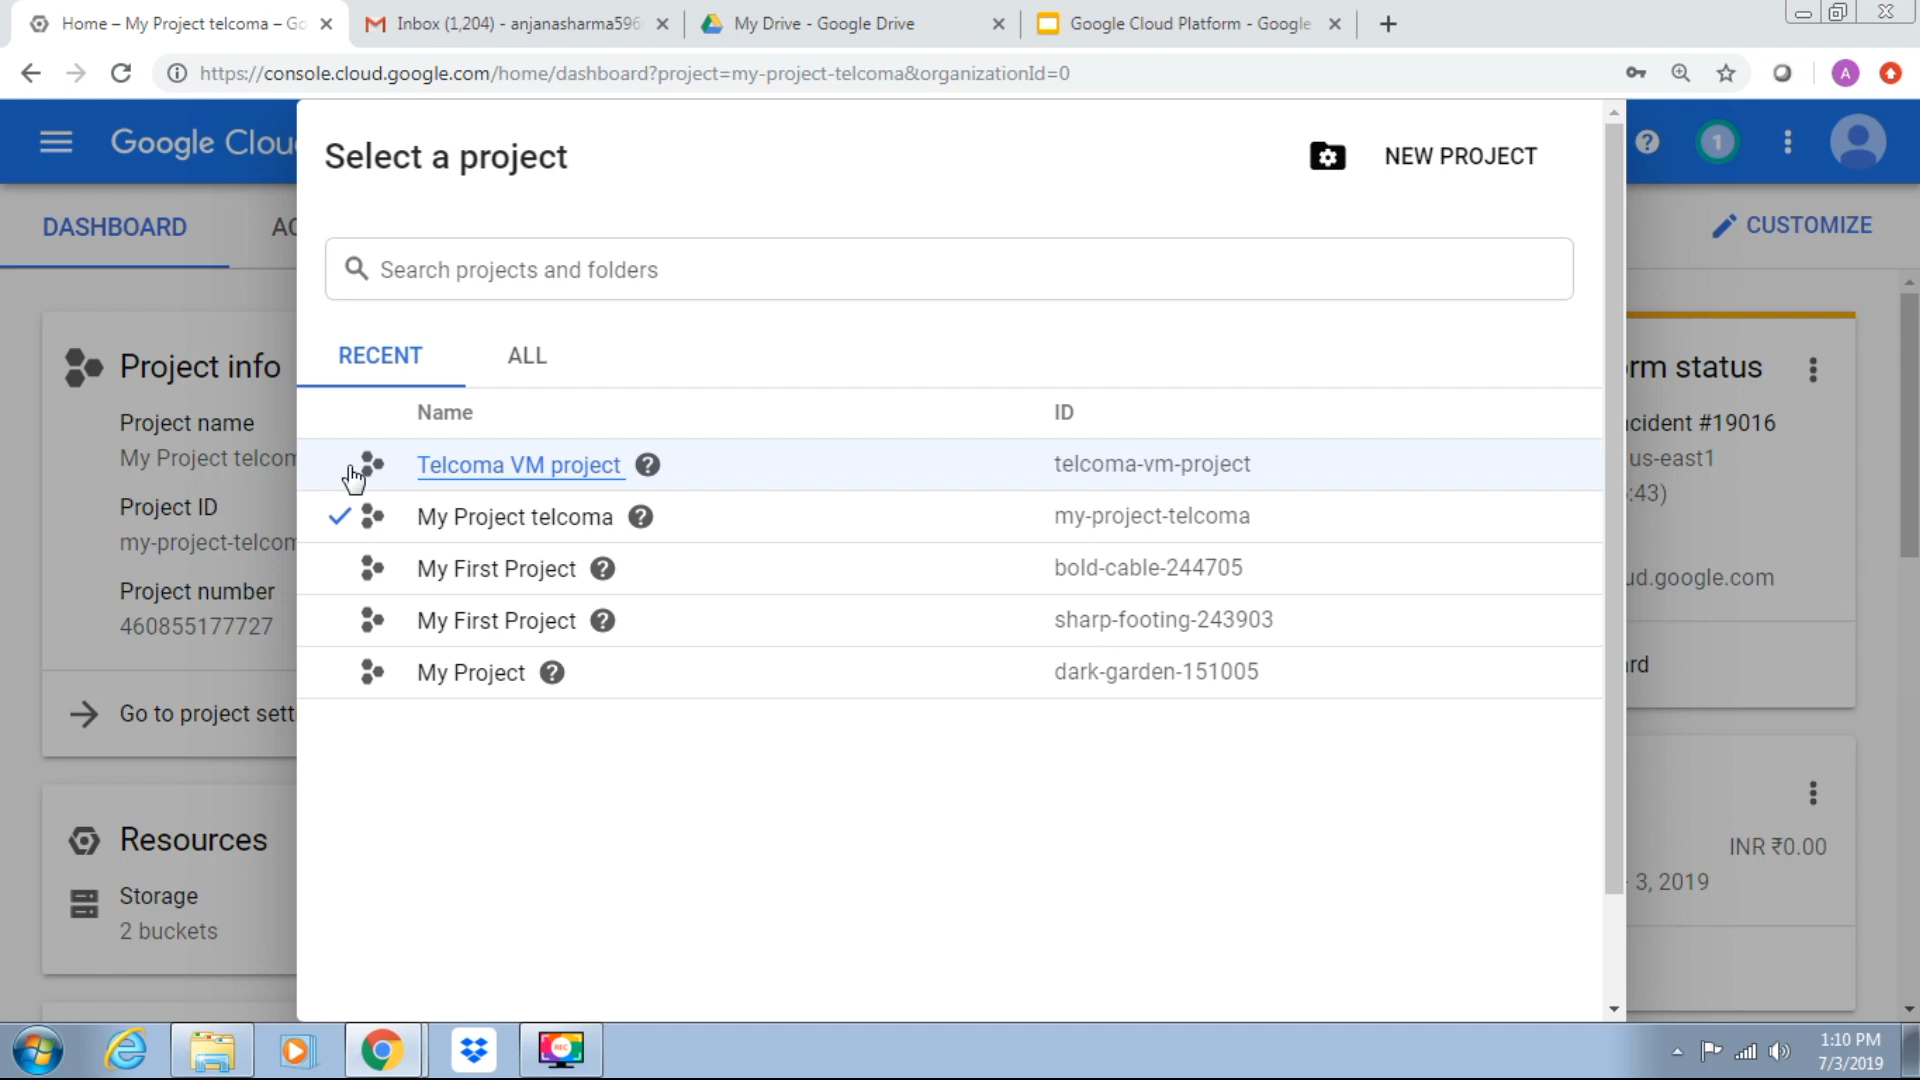 Home – My Project telcoma – Go
Inbox (1,204) - anjanasharma596
My Drive - Google Drive
Google Cloud Platform - Google
https://console.cloud.google.com/home/dashboard?project=my-project-telcoma&organizationId=0
A
Google Clou
Select a project
NEW PROJECT
1
DASHBOARD
AC
CUSTOMIZE
Search projects and folders
RECENT
ALL
Name
ID
Telcoma VM project
telcoma-vm-project
My Project telcoma
my-project-telcoma
My First Project
bold-cable-244705
My First Project
sharp-footing-243903
My Project
dark-garden-151005
Project info
Project name
My Project telcom
Project ID
my-project-telcom
Project number
460855177727
Go to project sett
Resources
Storage
2 buckets
rm status
cident #19016
us-east1
:43)
ud.google.com
rd
INR ₹0.00
- 3, 2019
REC
1:10 PM
7/3/2019